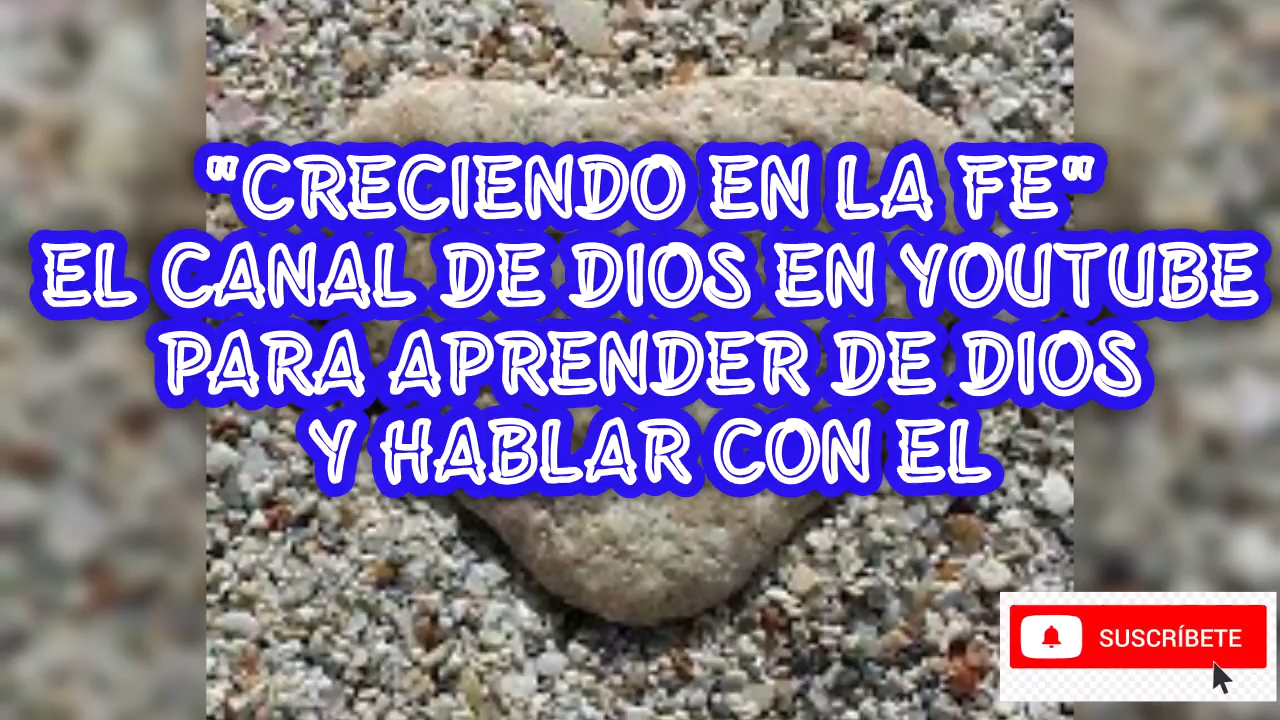 "CRECIENDO EN LA FE"
EL CANAL DE DIOS EN YOUTUBE
PARA APRENDER DE DIOS
Y HABLAR CON EL
SUSCRÍBETE